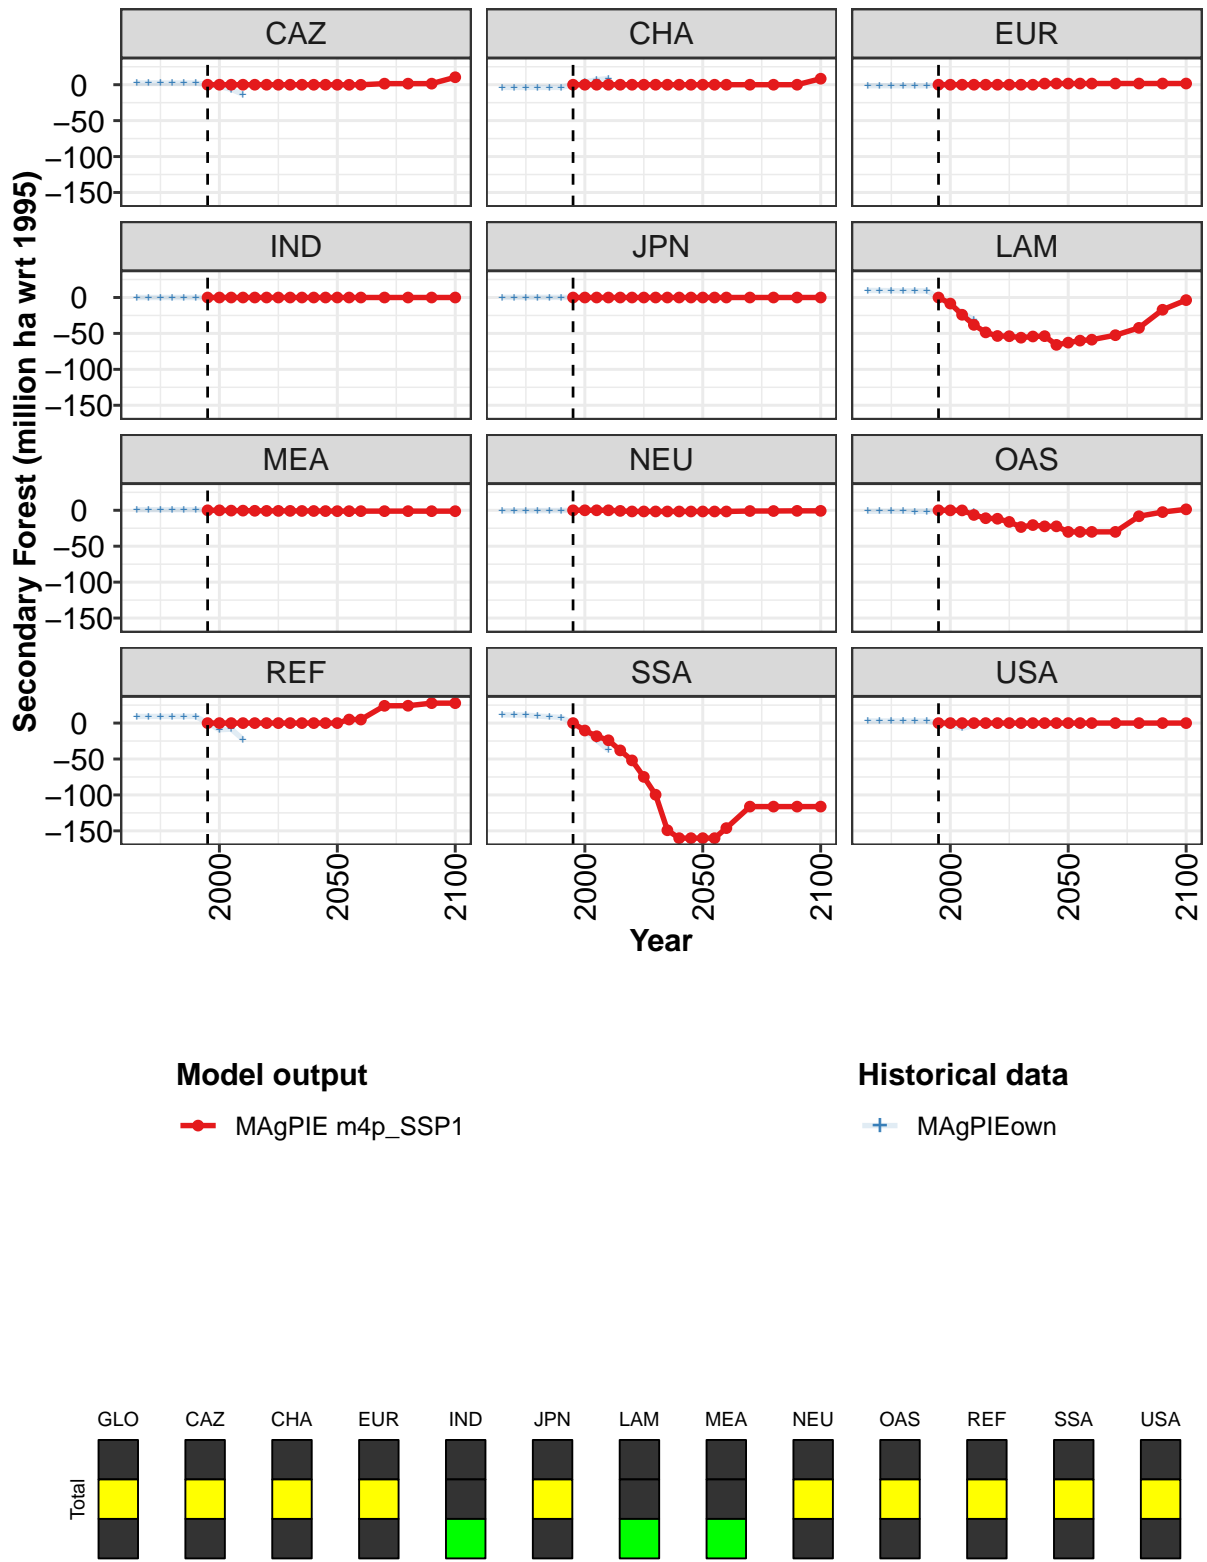 CAZ CHA EUR
0
−50
−100
−150
IND JPN LAM
0
−50
−100
−150
MEA NEU OAS
0
−50
−100
−150
REF SSA USA
0
−50
−100
−150
2000 2050 2100 2000 2050 2100 2000 2050 2100
Year
Secondary Forest (million ha wrt 1995)
Model output
MAgPIE m4p_SSP1
Historical data
MAgPIEown
GLO CAZ CHA EUR IND JPN LAM MEA NEU OAS REF SSA USA
Total